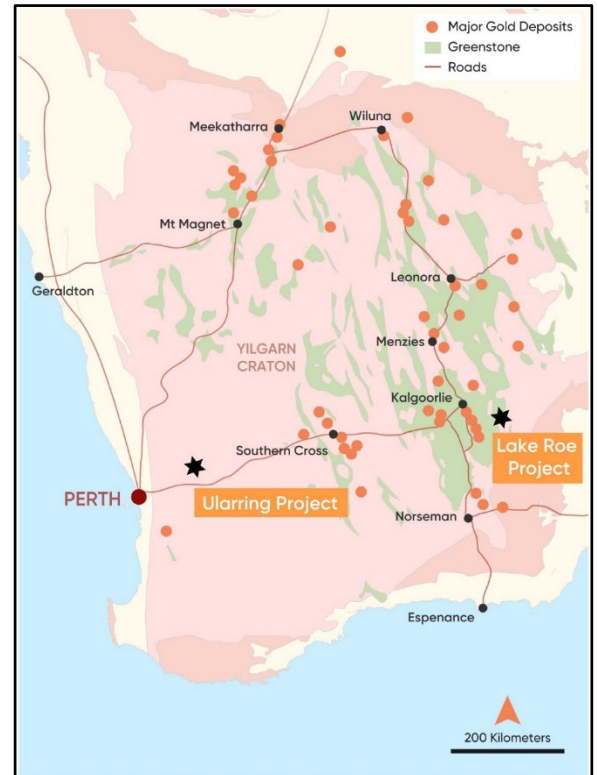 Major Gold Deposits
Greenstone
Roads
Wiluna
Meekatharra
Mt Magnet
Geraldton
Leonora
Menzies
YILGARN
CRATON
Kalgoorlie
Lake Roe
Project
Southern Cross
PERTH
Ularring Project
Norseman
Espenance
200 Kilometers